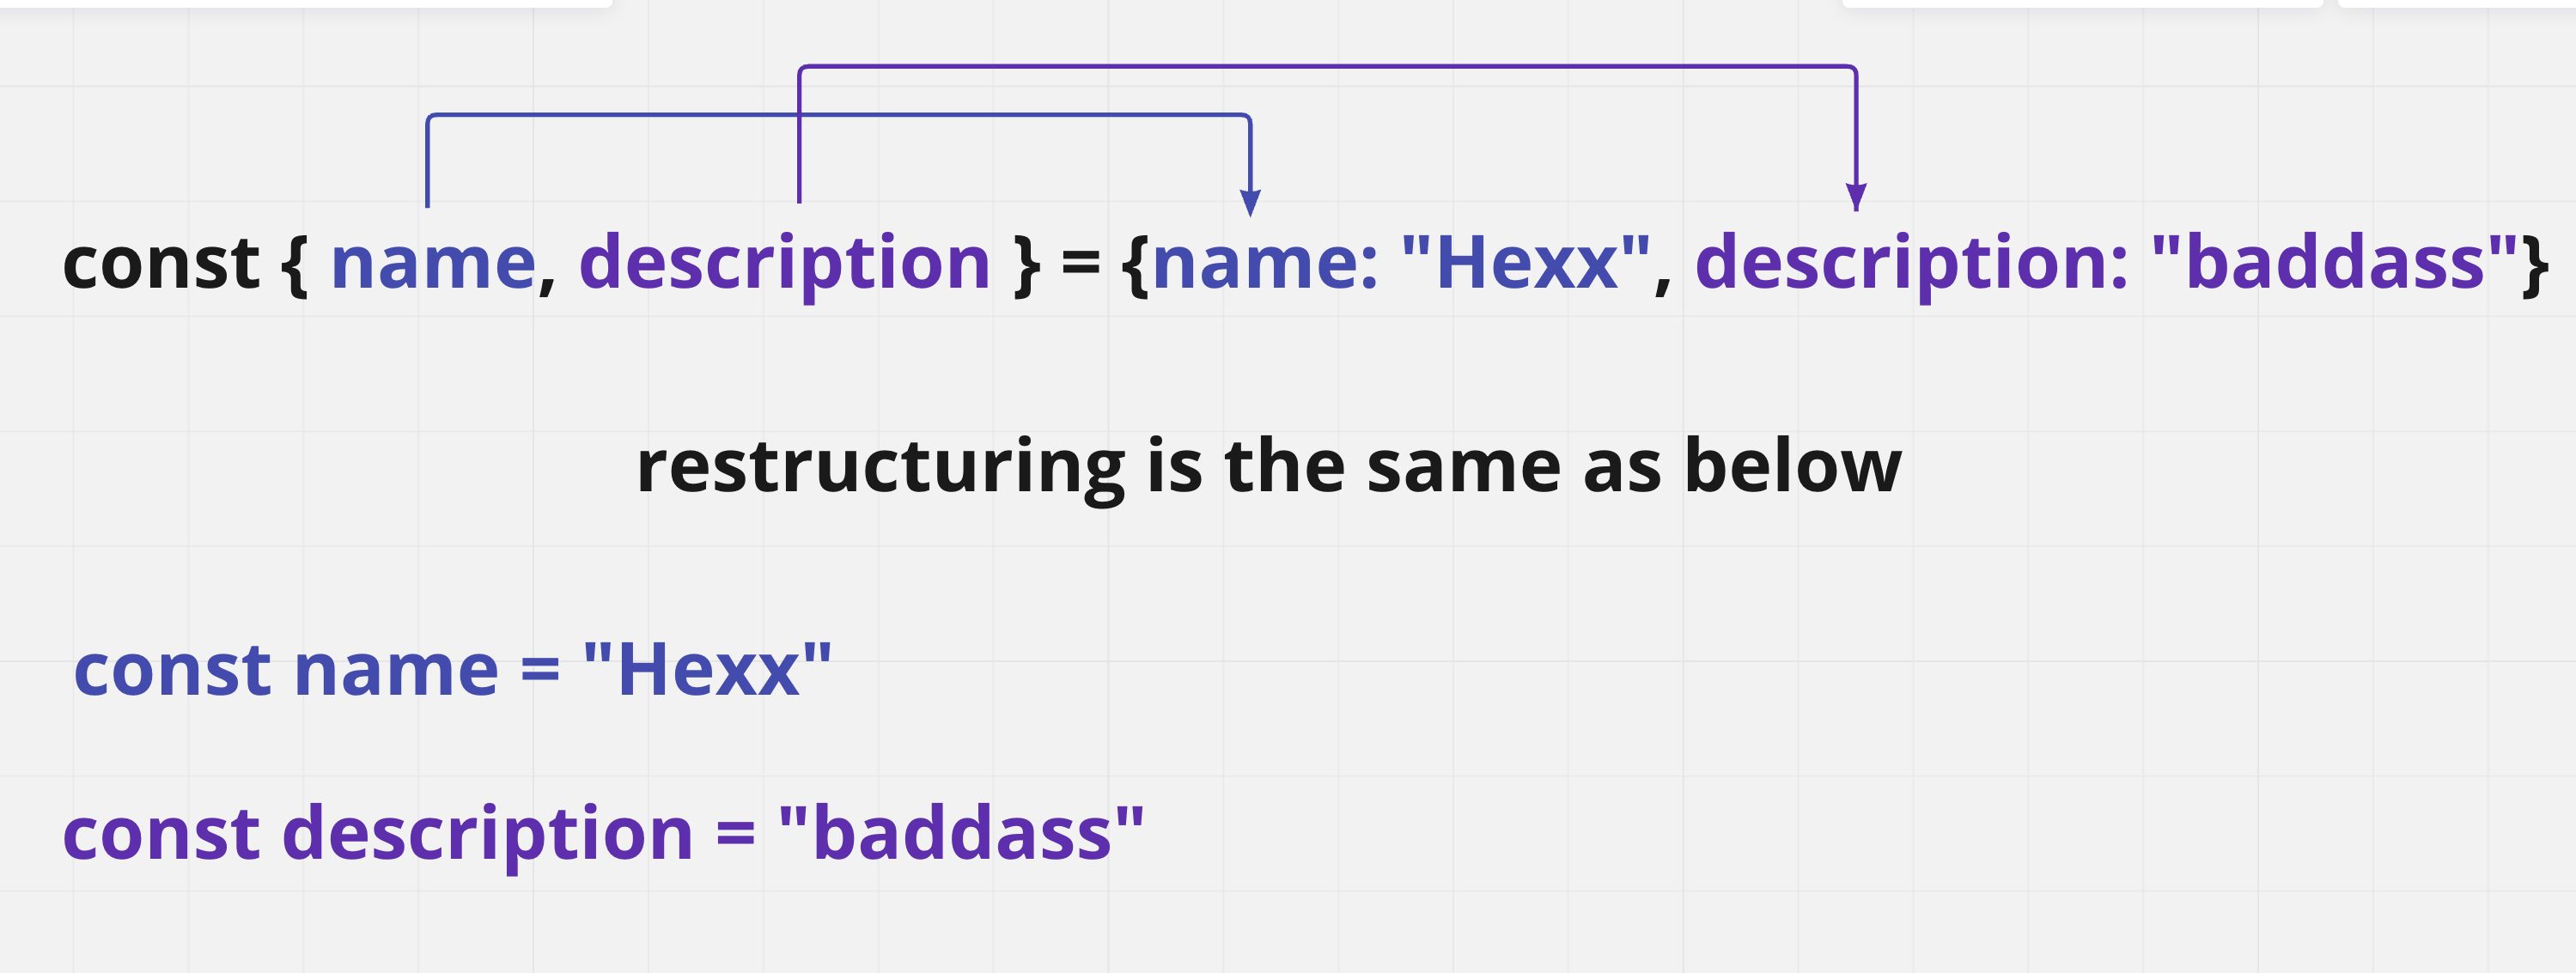 const { name, description } = {name: "Hexx", description: "baddass"}
restructuring is the same as below
const name = "Hexx"
const description = "baddass"